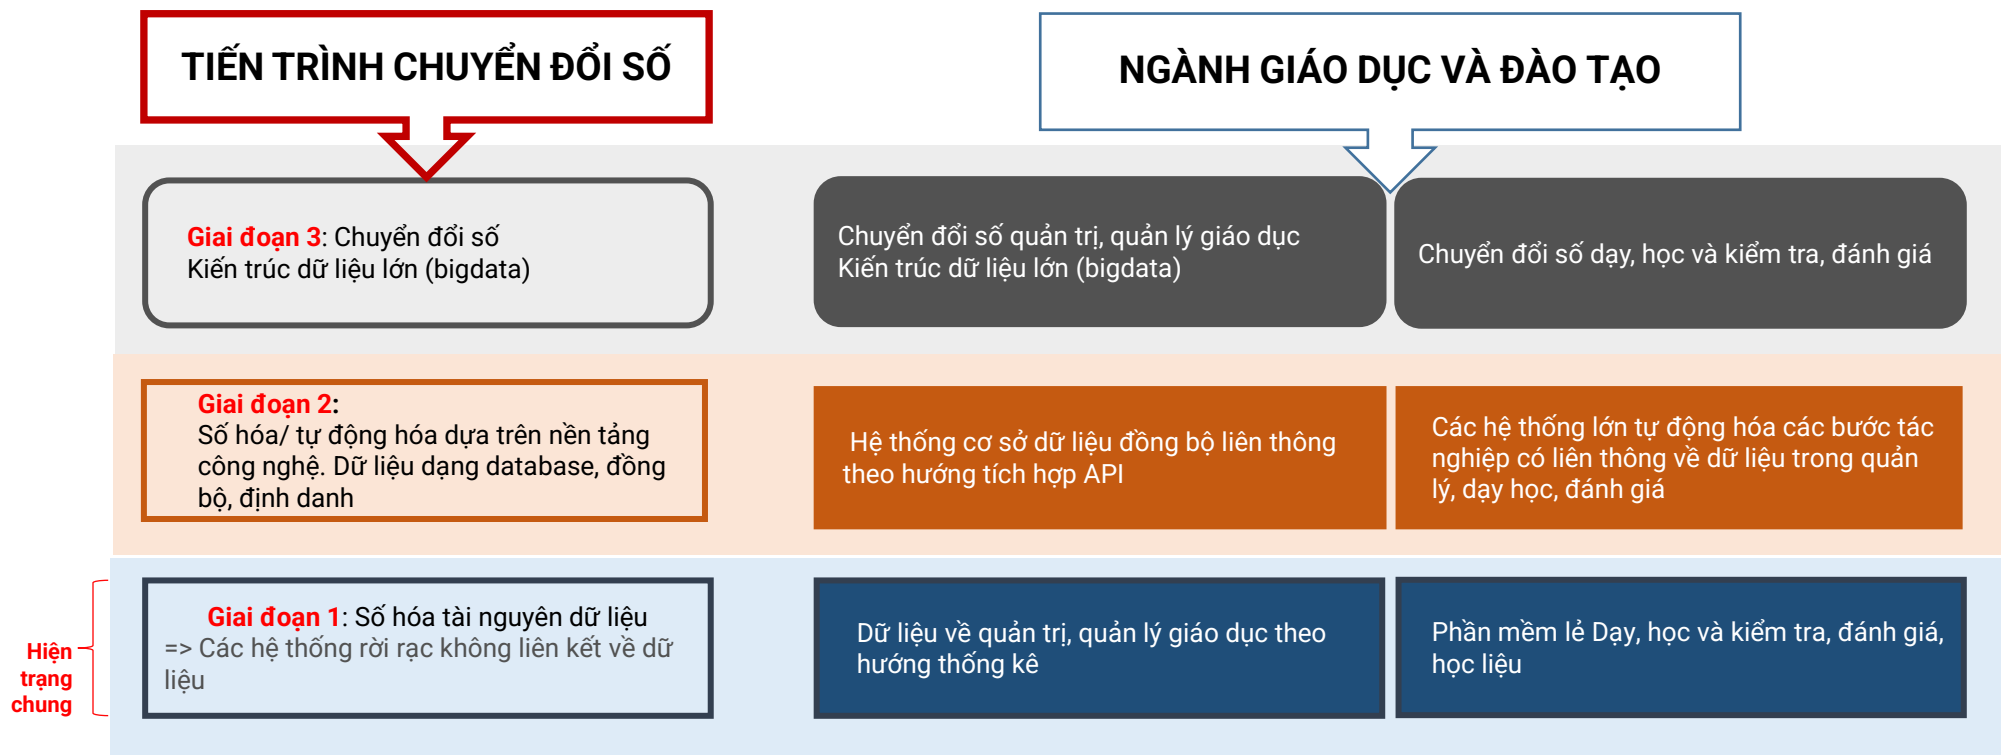 TIẾN TRÌNH CHUYỂN ĐỔI SỐ
NGÀNH GIÁO DỤC VÀ ĐÀO TẠO
Giai đoạn 3: Chuyển đổi số
Kiến trúc dữ liệu lớn (bigdata)
Chuyển đổi số quản trị, quản lý giáo dục
Kiến trúc dữ liệu lớn (bigdata)
Chuyển đổi số dạy, học và kiểm tra, đánh giá
Giai đoạn 2:
Số hóa/ tự động hóa dựa trên nền tảng
công nghệ. Dữ liệu dạng database, đồng
bộ, định danh
Hệ thống cơ sở dữ liệu đồng bộ liên thông
theo hướng tích hợp API
Các hệ thống lớn tự động hóa các bước tác
nghiệp có liên thông về dữ liệu trong quản
lý, dạy học, đánh giá
Hiện
trạng
chung
Giai đoạn 1: Số hóa tài nguyên dữ liệu
=> Các hệ thống rời rạc không liên kết về dữ
liệu
Dữ liệu về quản trị, quản lý giáo dục theo
hướng thống kê
Phần mềm lẻ Dạy, học và kiểm tra, đánh giá,
học liệu